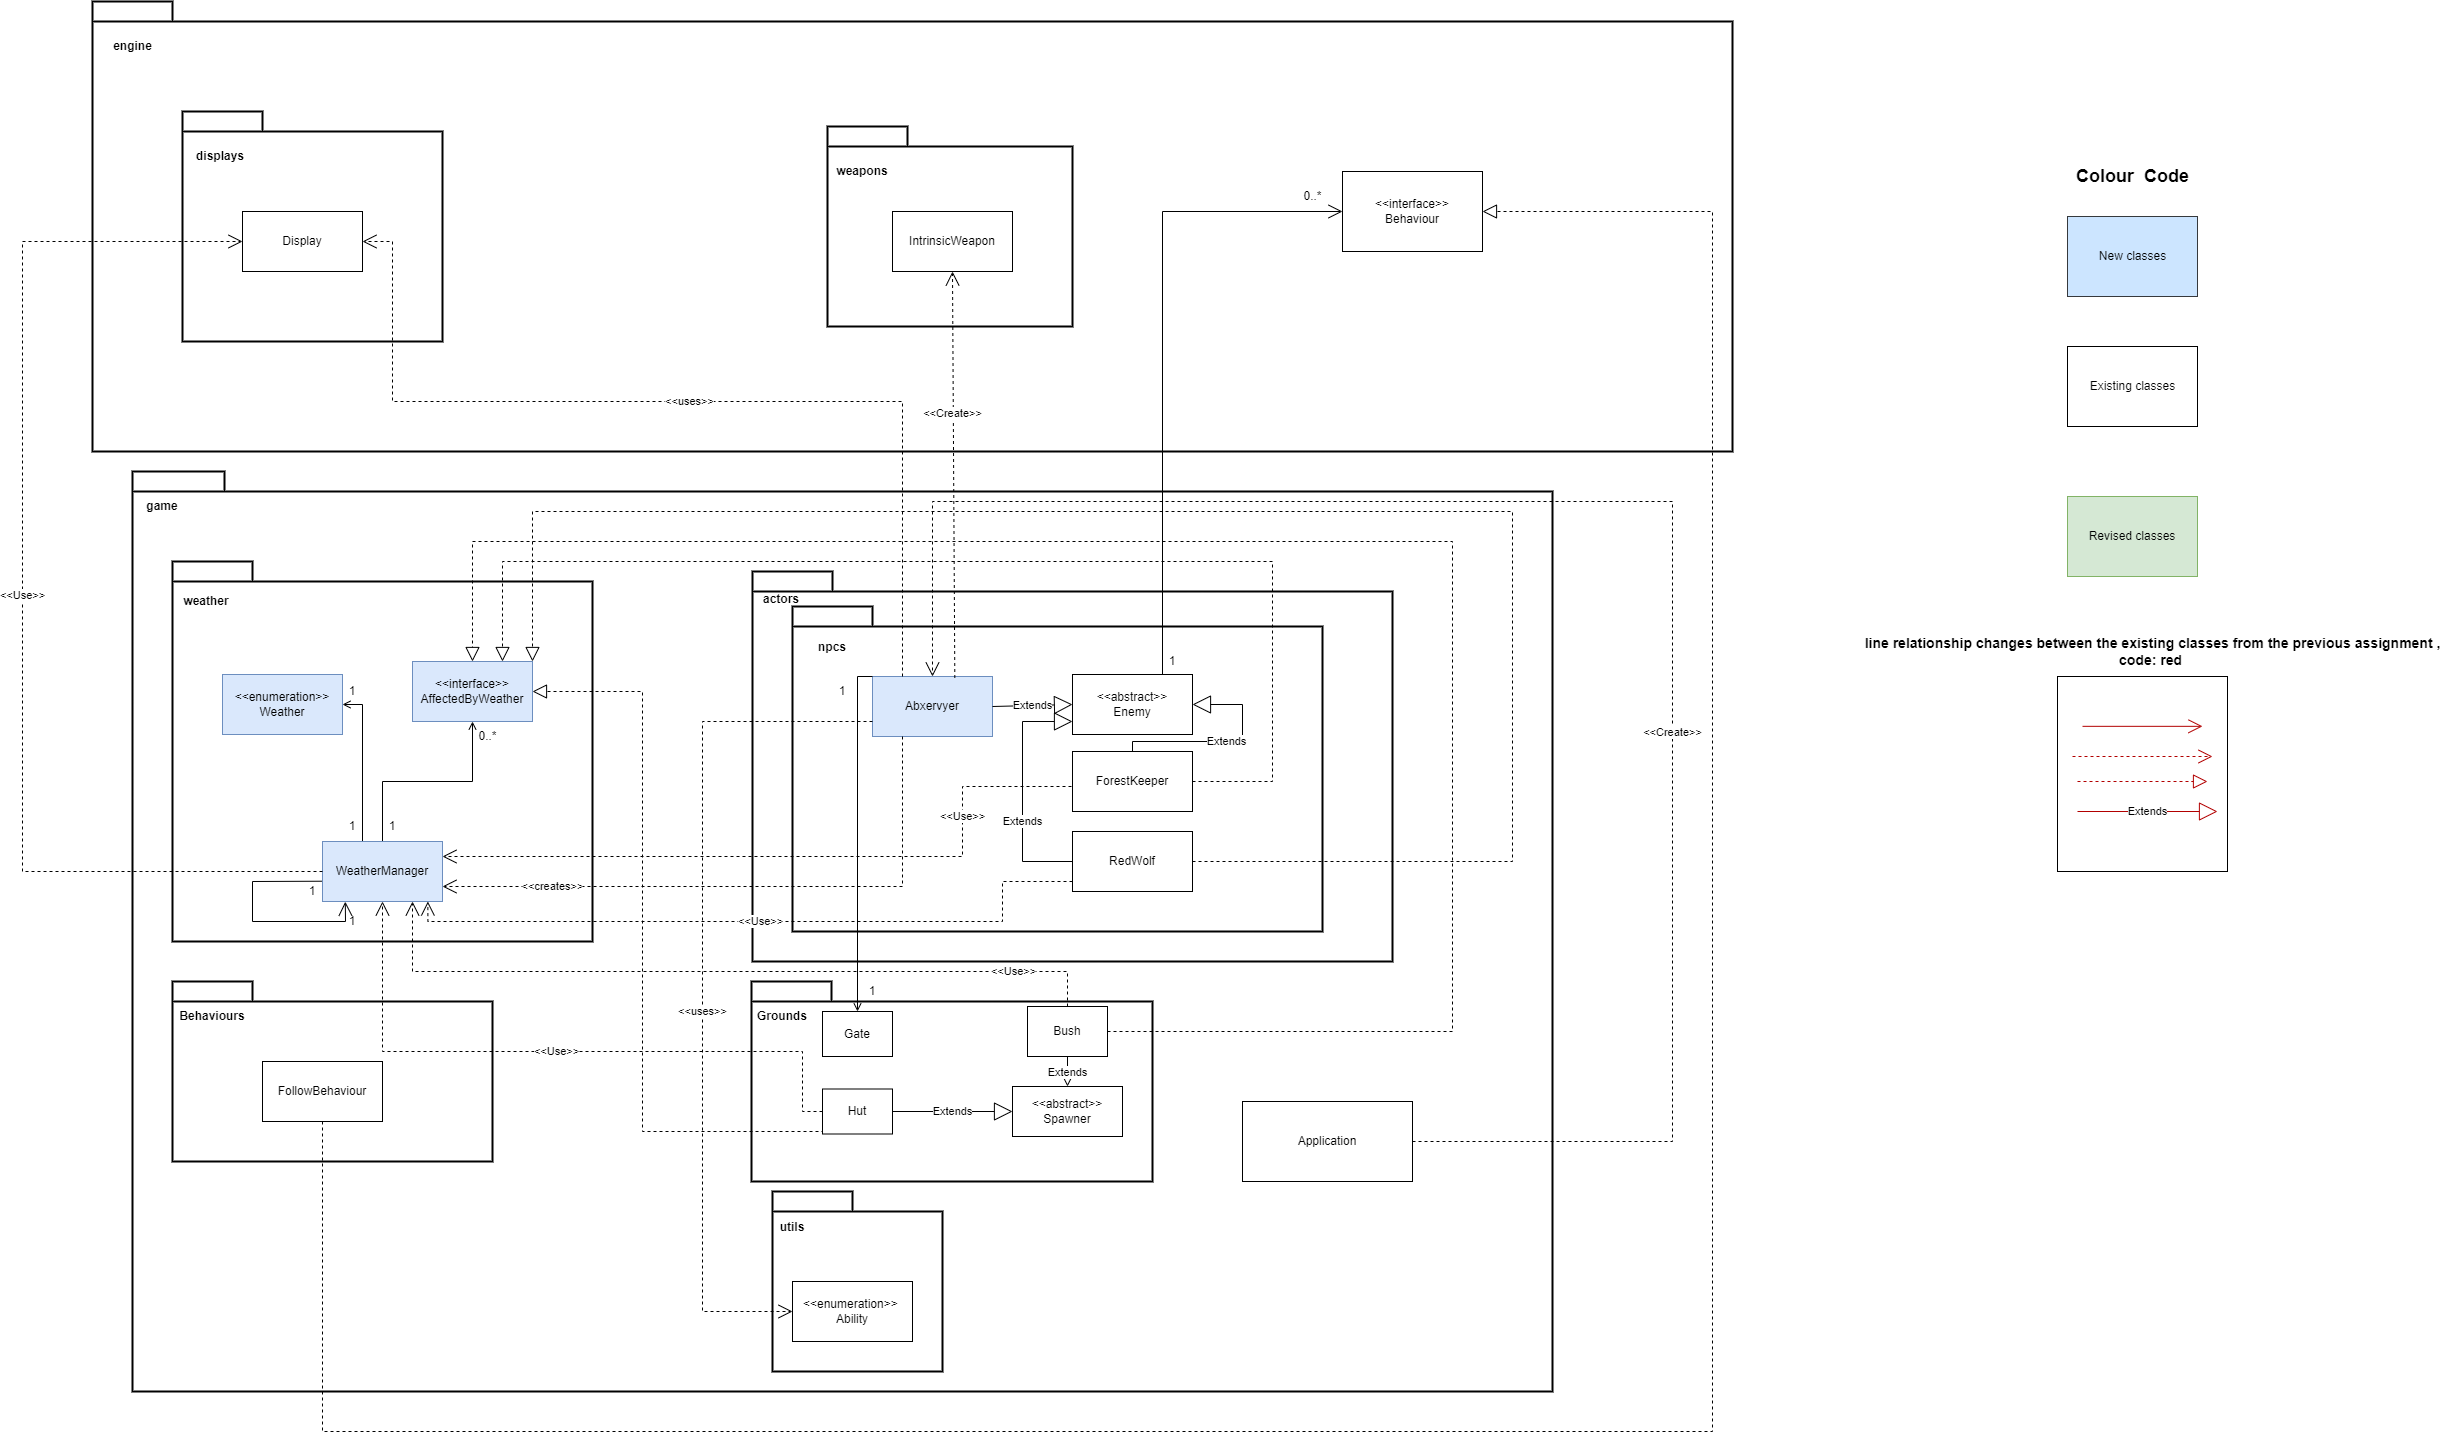 engine
displays
Display
weapons
IntrinsicWeapon
0..*
<<interface>>
Behaviour
<<uses>>
<<Create>>
<<Use>>
game
weather
<<enumeration>>
Weather
1
<<interface>>
AffectedByWeather
0..*
1
1
WeatherManager
1
1
actors
npcs
1
Abxervyer
Extends
1
<<abstract>>
Enemy
Extends
ForestKeeper
<<Use>>
Extends
RedWolf
<<creates>>
<<Use>>
<<Create>>
Behaviours
FollowBehaviour
<<Use>>
<<Use>>
<<uses>>
Grounds
1
Gate
Bush
Extends
Hut
Extends
<<abstract>>
Spawner
Application
utils
<<enumeration>>
Ability
Colour Code
New classes
Existing classes
Revised classes
line relationship changes between the existing classes from the previous assignment ,
code: red
Extends